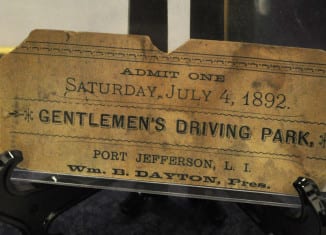 ADMIT ONE
SATURDAY, JULY 4, 1892.
GENTLEMEN'S DRIVING PARK,
PORT JEFFERSON, L. I.
Wm. B. DAYTON, Pres.